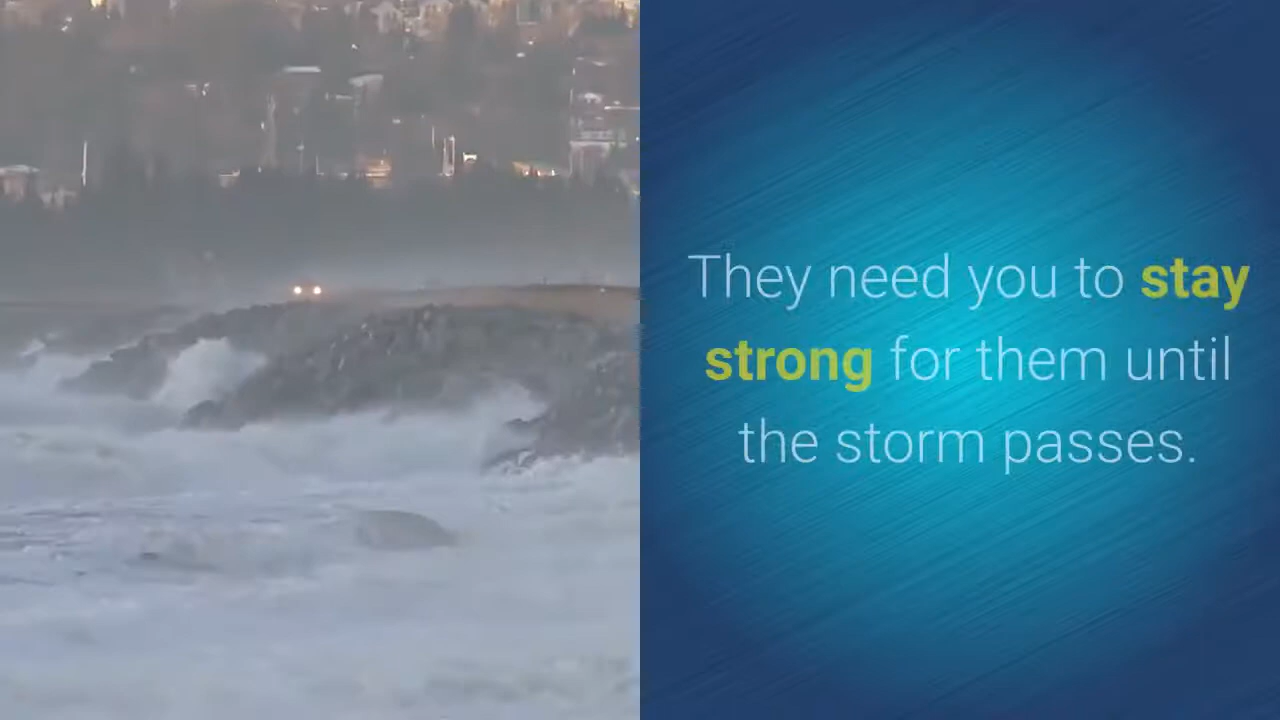 They need you to stay
strong for them until
the storm passes.